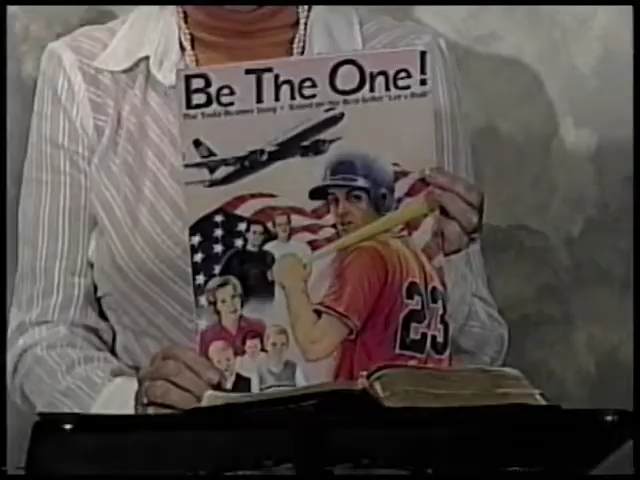 Be The One!
The Todd Beamer Story • Based on the Best Seller "Let's Roll"
23